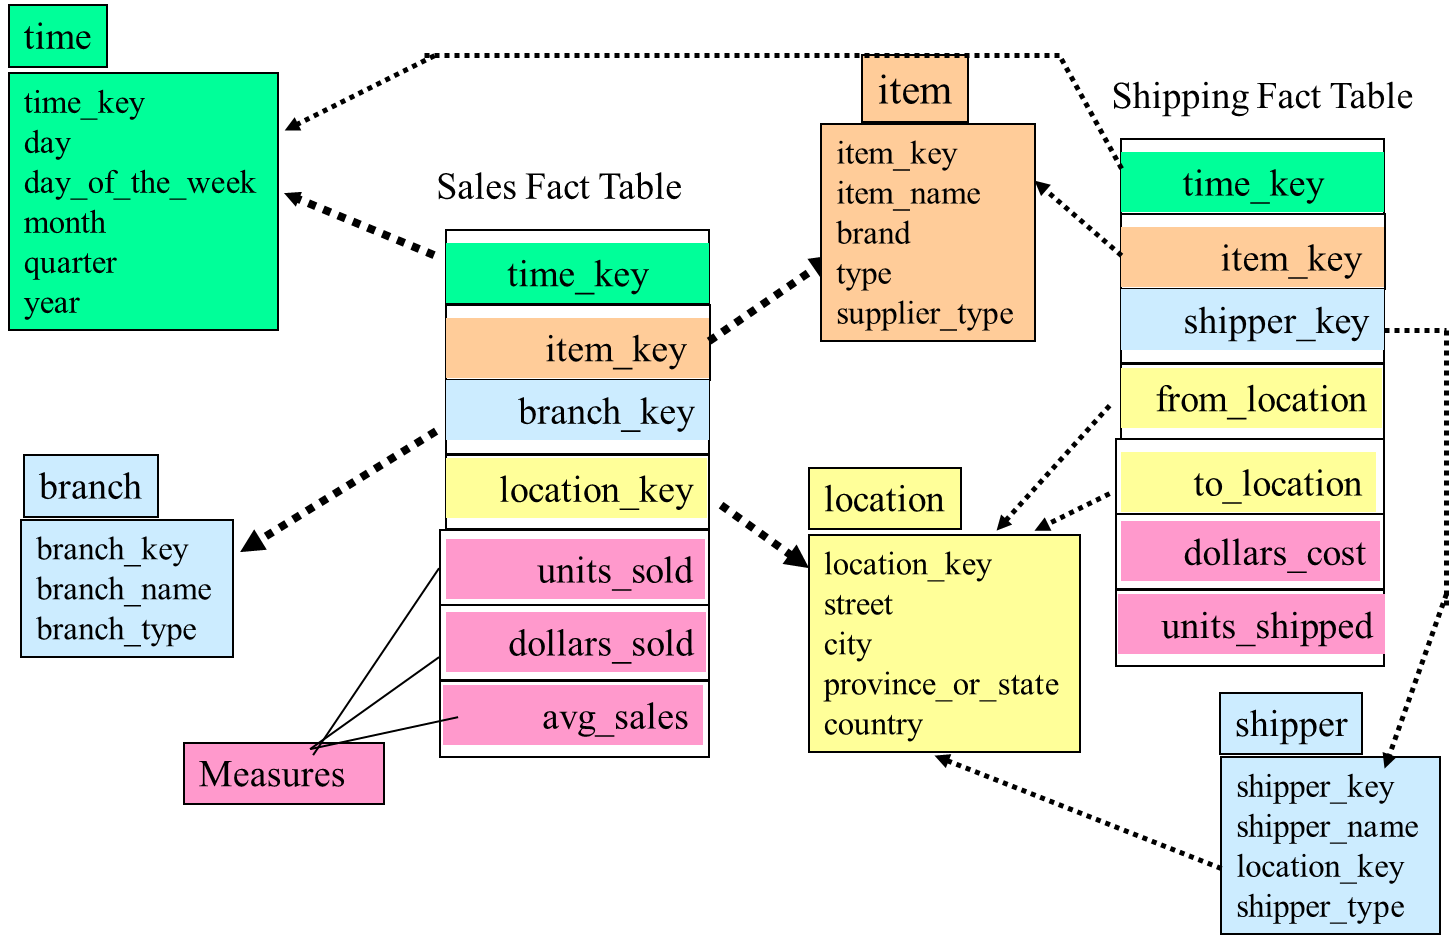 time
time_key
day
day_of_the_week
month
quarter
year
Sales Fact Table
time_key
item_key
branch_key
location_key
units_sold
dollars_sold
avg_sales
Measures
branch
branch_key
branch_name
branch_type
item
item_key
item_name
brand
type
supplier_type
location
location_key
street
city
province_or_state
country
Shipping Fact Table
time_key
item_key
shipper_key
from_location
to_location
dollars_cost
units_shipped
shipper
shipper_key
shipper_name
location_key
shipper_type